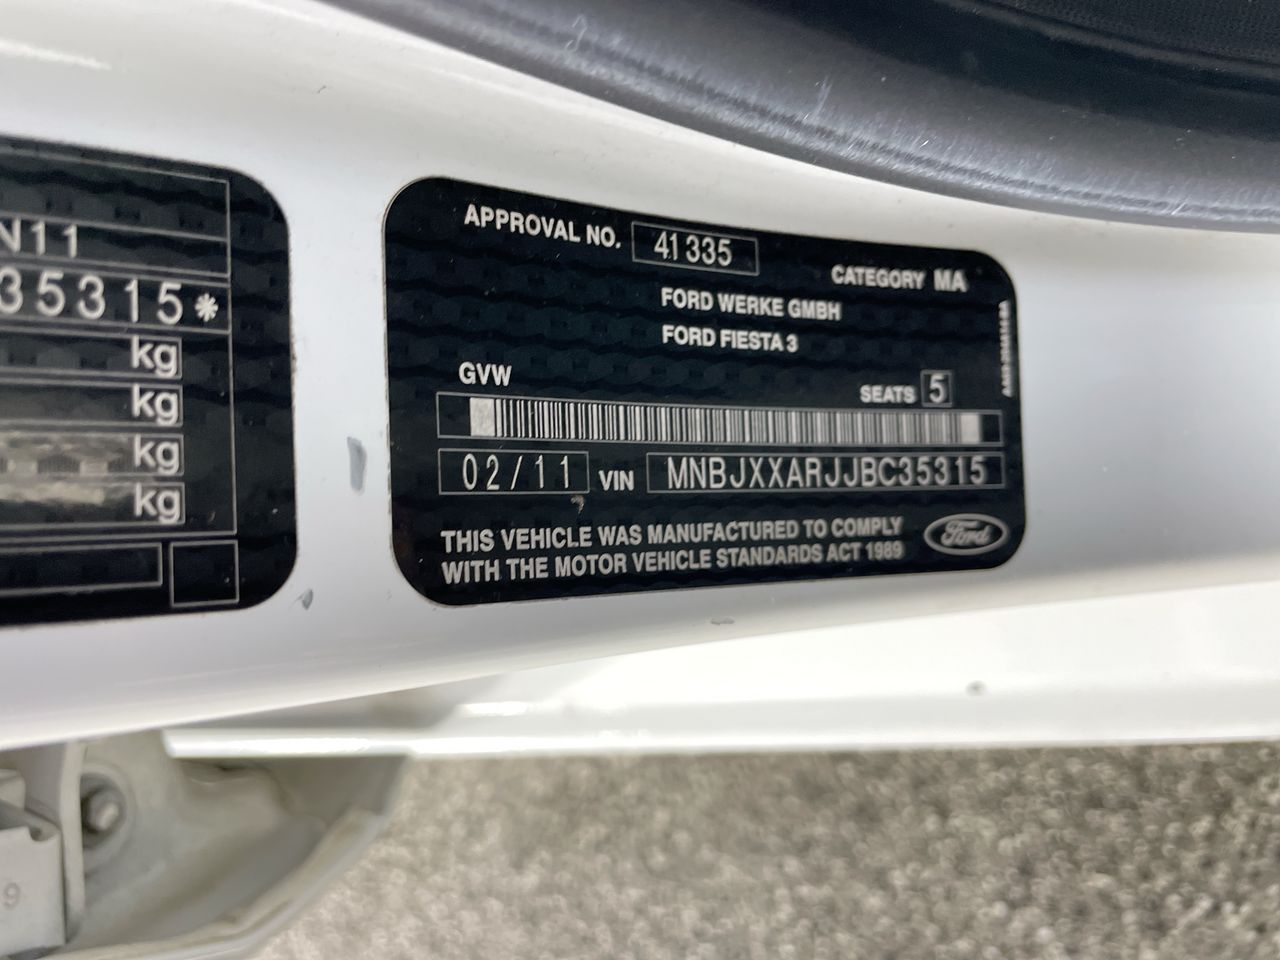 N11
35315*
kg
kg
kg
kg
APPROVAL NO. 41335
CATEGORY MA
FORD WERKE GMBH
FORD FIESTA 3
GVW
SEATS 5
02/11 VIN MNBJXXARJJBC35315
THIS VEHICLE WAS MANUFACTURED TO COMPLY
WITH THE MOTOR VEHICLE STANDARDS ACT 1989
Ford
9